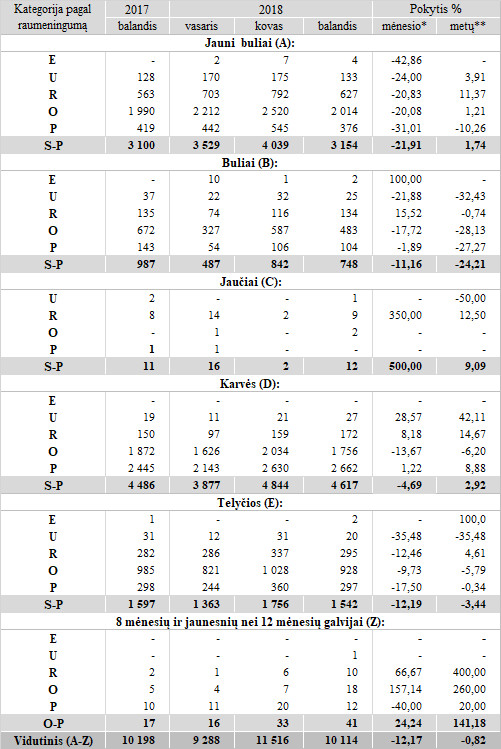 Kategorija pagal raumeningumą 2017 2018 Pokytis %
balandis vasaris kovas balandis mėnesio* metų**
Jauni buliai (A):
E - 2 7 4 -42,86 -
U 128 170 175 133 -24,00 3,91
R 563 703 792 627 -20,83 11,37
O 1 990 2 212 2 520 2 014 -20,08 1,21
P 419 442 545 376 -31,01 -10,26
S-P 3 100 3 529 4 039 3 154 -21,91 1,74
Buliai (B):
E - 10 1 2 100,00 -
U 37 22 32 25 -21,88 -32,43
R 135 74 116 134 15,52 -0,74
O 672 327 587 483 -17,72 -28,13
P 143 54 106 104 -1,89 -27,27
S-P 987 487 842 748 -11,16 -24,21
Jaučiai (C):
U 2 - - 1 - -50,00
R 8 14 2 9 350,00 12,50
O - 1 - 2 - -
P 1 1 - - - -
S-P 11 16 2 12 500,00 9,09
Karvės (D):
E - - - - - -
U 19 11 21 27 28,57 42,11
R 150 97 159 172 8,18 14,67
O 1 872 1 626 2 034 1 756 -13,67 -6,20
P 2 445 2 143 2 630 2 662 1,22 8,88
S-P 4 486 3 877 4 844 4 617 -4,69 2,92
Telyčios (E):
E 1 - - 2 - 100,0
U 31 12 31 20 -35,48 -35,48
R 282 286 337 295 -12,46 4,61
O 985 821 1 028 928 -9,73 -5,79
P 298 244 360 297 -17,50 -0,34
S-P 1 597 1 363 1 756 1 542 -12,19 -3,44
8 mėnesių ir jaunesnių nei 12 mėnesių galvijai (Z):
E - - - - - -
U - - - 1 - -
R 2 1 6 10 66,67 400,00
O 5 4 7 18 157,14 260,00
P 10 11 20 12 -40,00 20,00
O-P 17 16 33 41 24,24 141,18
Vidutinis (A-Z) 10 198 9 288 11 516 10 114 -12,17 -0,82